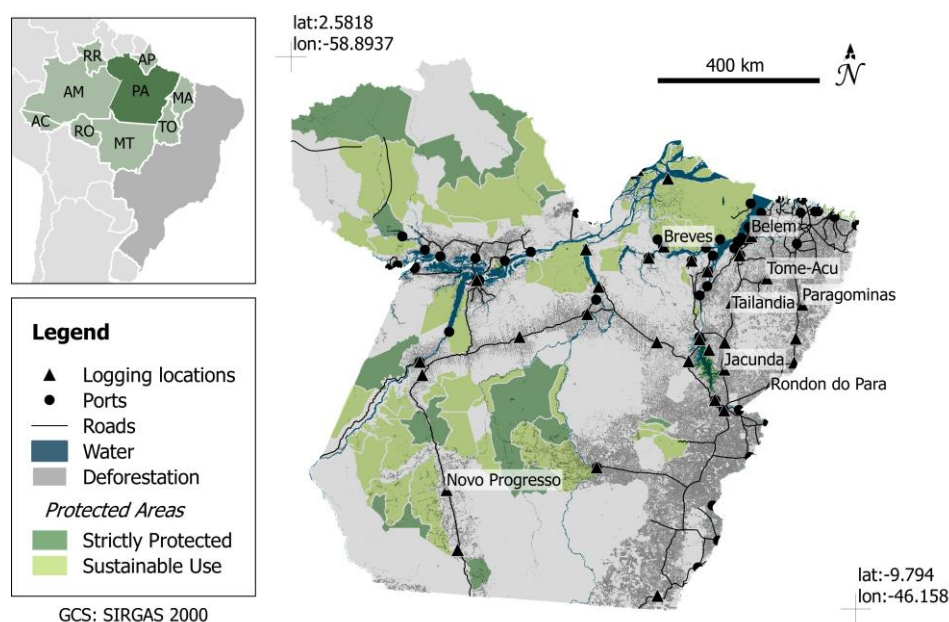 RR
AP
AM
PA
MA
AC
RO
TO
MT
Legend
Logging locations
Ports
Roads
Water
Deforestation
Protected Areas
Strictly Protected
Sustainable Use
GCS: SIRGAS 2000
lat:2.5818
lon:-58.8937
400 km
N
Breves
Belem
Tome-Acu
Tailandia
Paragominas
Jacunda
Rondon do Para
Novo Progresso
lat:-9.794
lon:-46.158